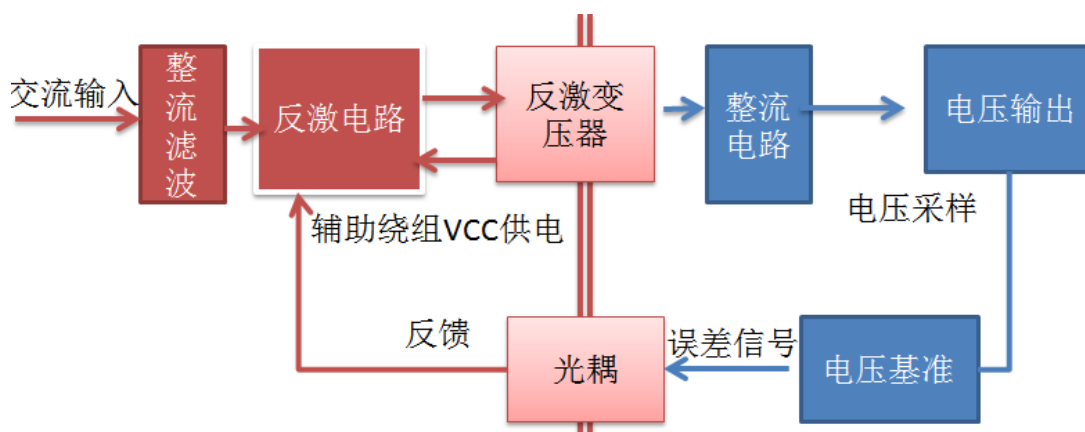 交流输入
整
流
滤
波
反激电路
反激变
压器
整流
电路
电压输出
辅助绕组VCC供电
电压采样
反馈
光耦
误差信号
电压基准